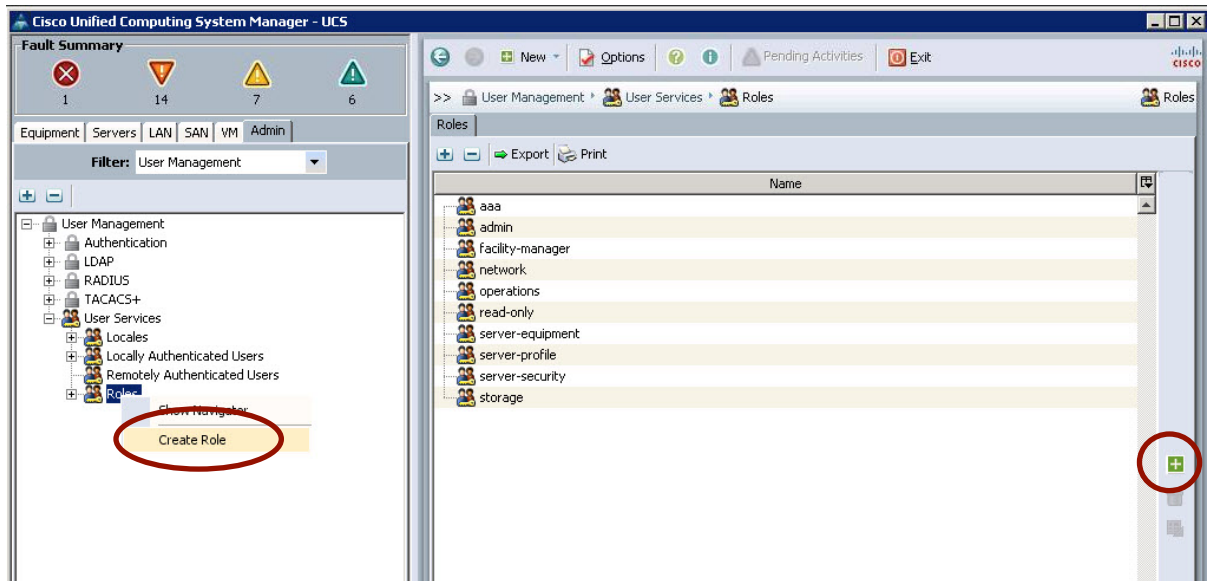 Cisco Unified Computing System Manager - UCS
Fault Summary
1 14 7 6
New Options Pending Activities Exit
CISCO
>> User Management User Services Roles Roles
Equipment Servers LAN SAN VM Admin
Filter: User Management
Roles
Export Print
Name
User Management
Authentication
LDAP
RADIUS
TACACS+
User Services
Locales
Locally Authenticated Users
Remotely Authenticated Users
Roles
Show Navigator
Create Role
aaa
admin
facility-manager
network
operations
read-only
server-equipment
server-profile
server-security
storage